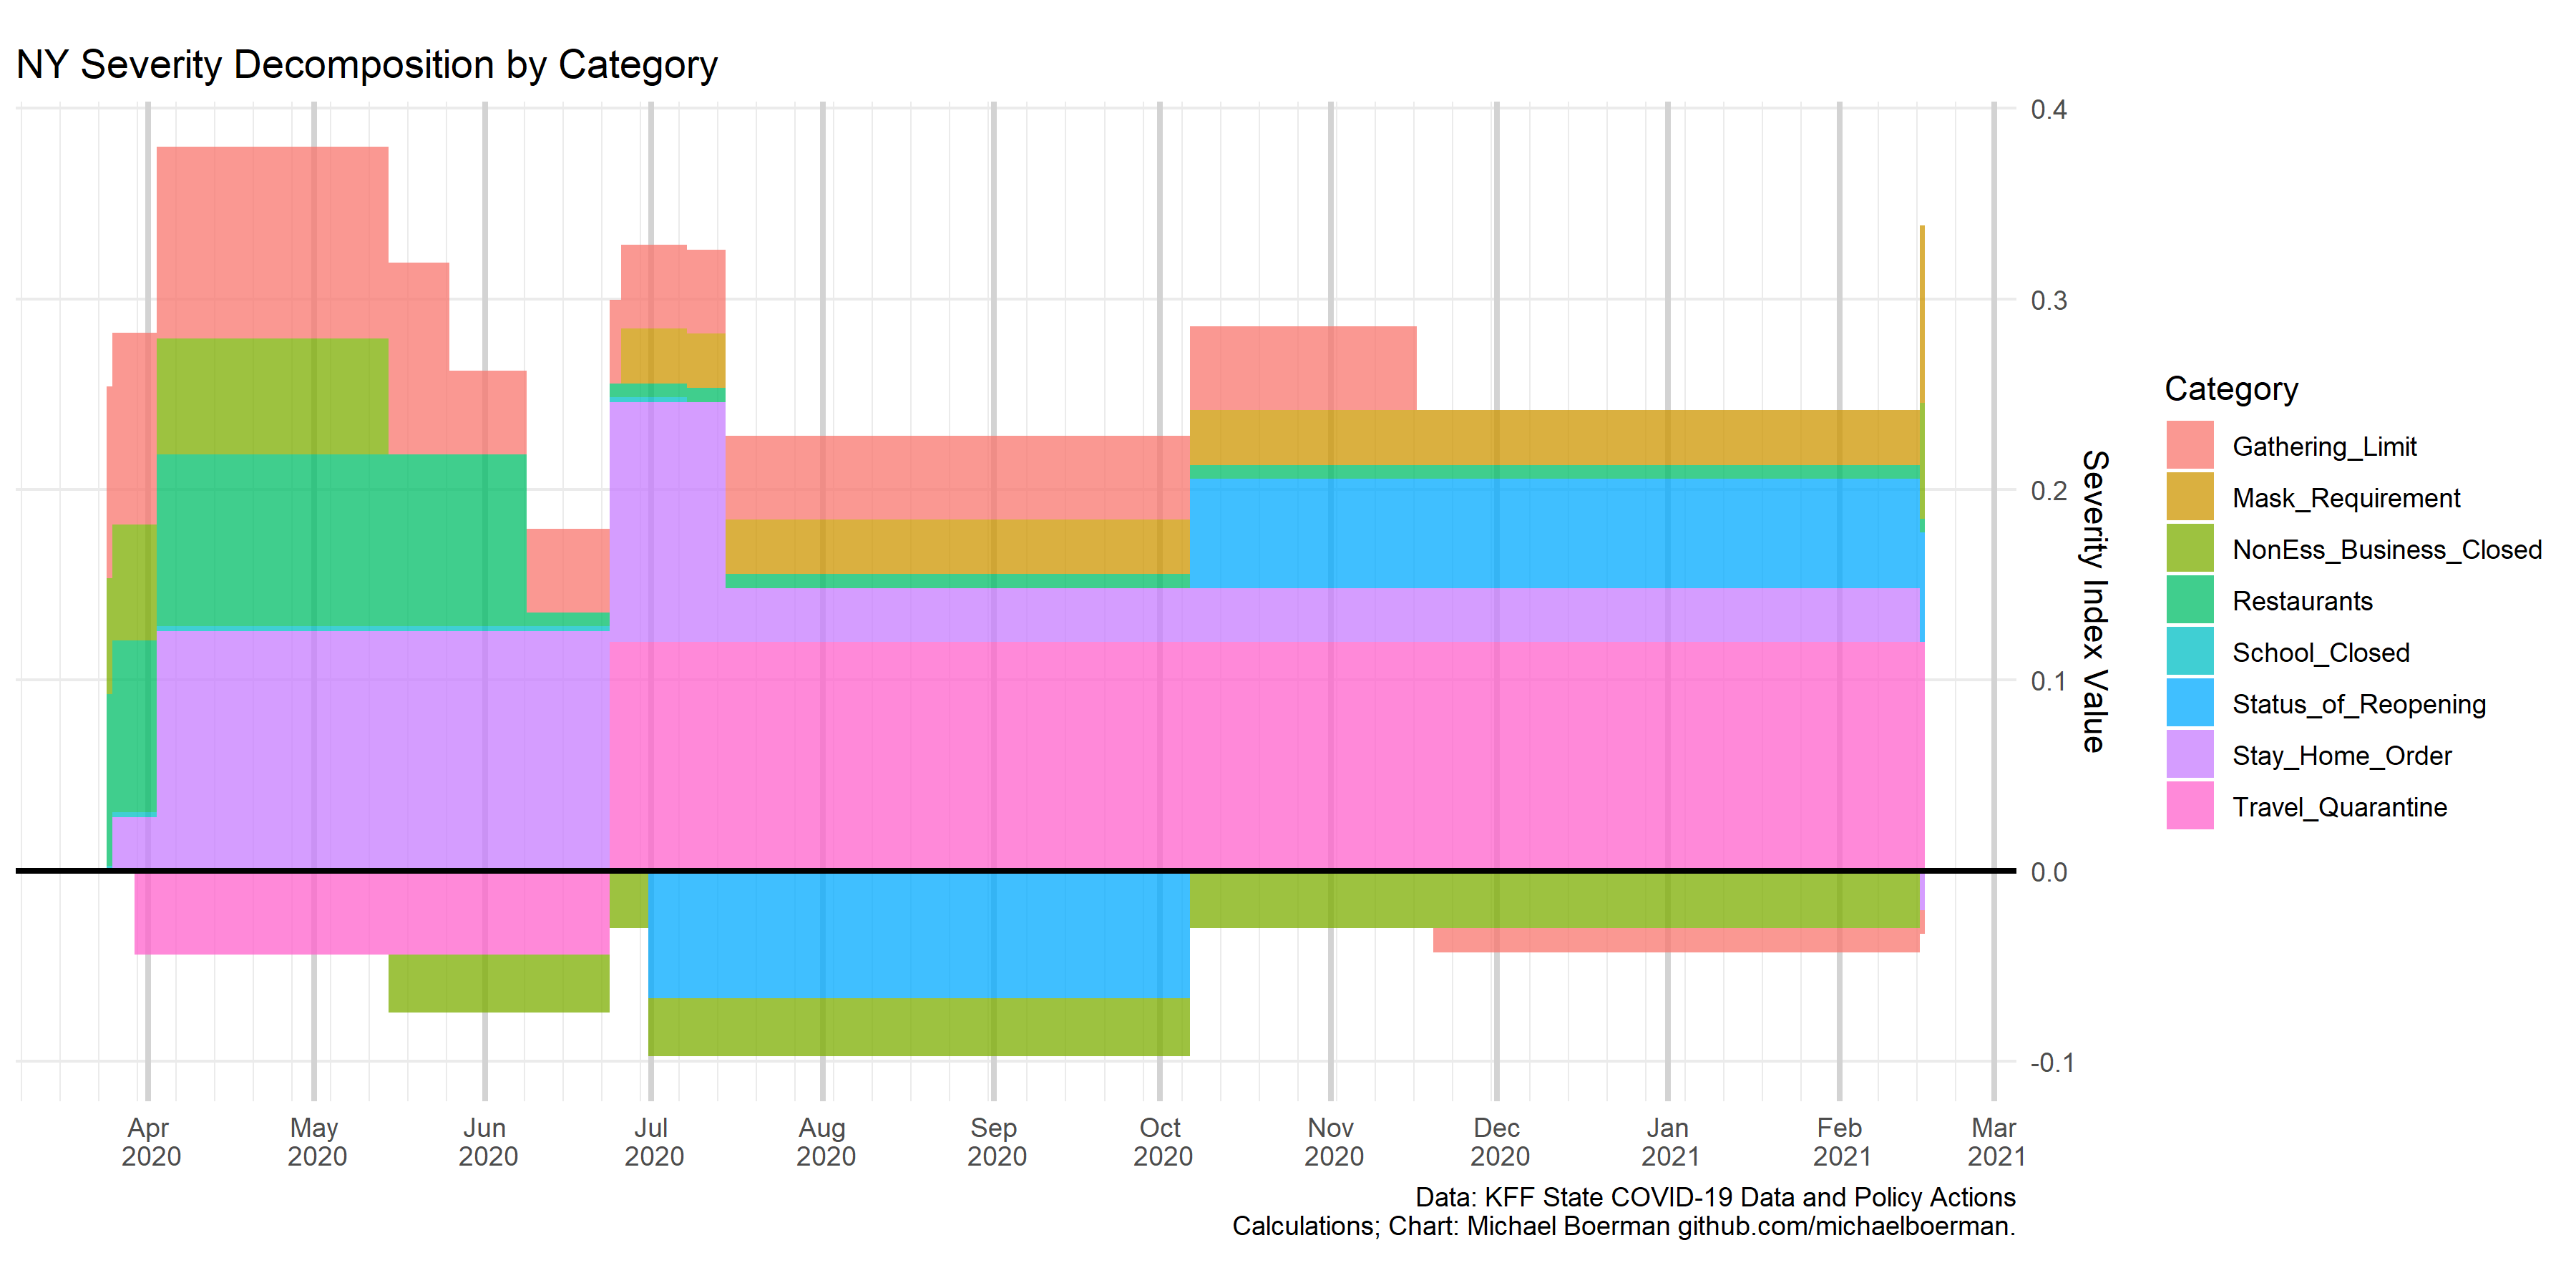 NY Severity Decomposition by Category
0.4
0.3
0.2
0.1
0.0
-0.1
Severity Index Value
Apr
2020
May
2020
Jun
2020
Jul
2020
Aug
2020
Sep
2020
Oct
2020
Nov
2020
Dec
2020
Jan
2021
Feb
2021
Mar
2021
Category
Gathering_Limit
Mask_Requirement
NonEss_Business_Closed
Restaurants
School_Closed
Status_of_Reopening
Stay_Home_Order
Travel_Quarantine
Data: KFF State COVID-19 Data and Policy Actions
Calculations; Chart: Michael Boerman github.com/michaelboerman.